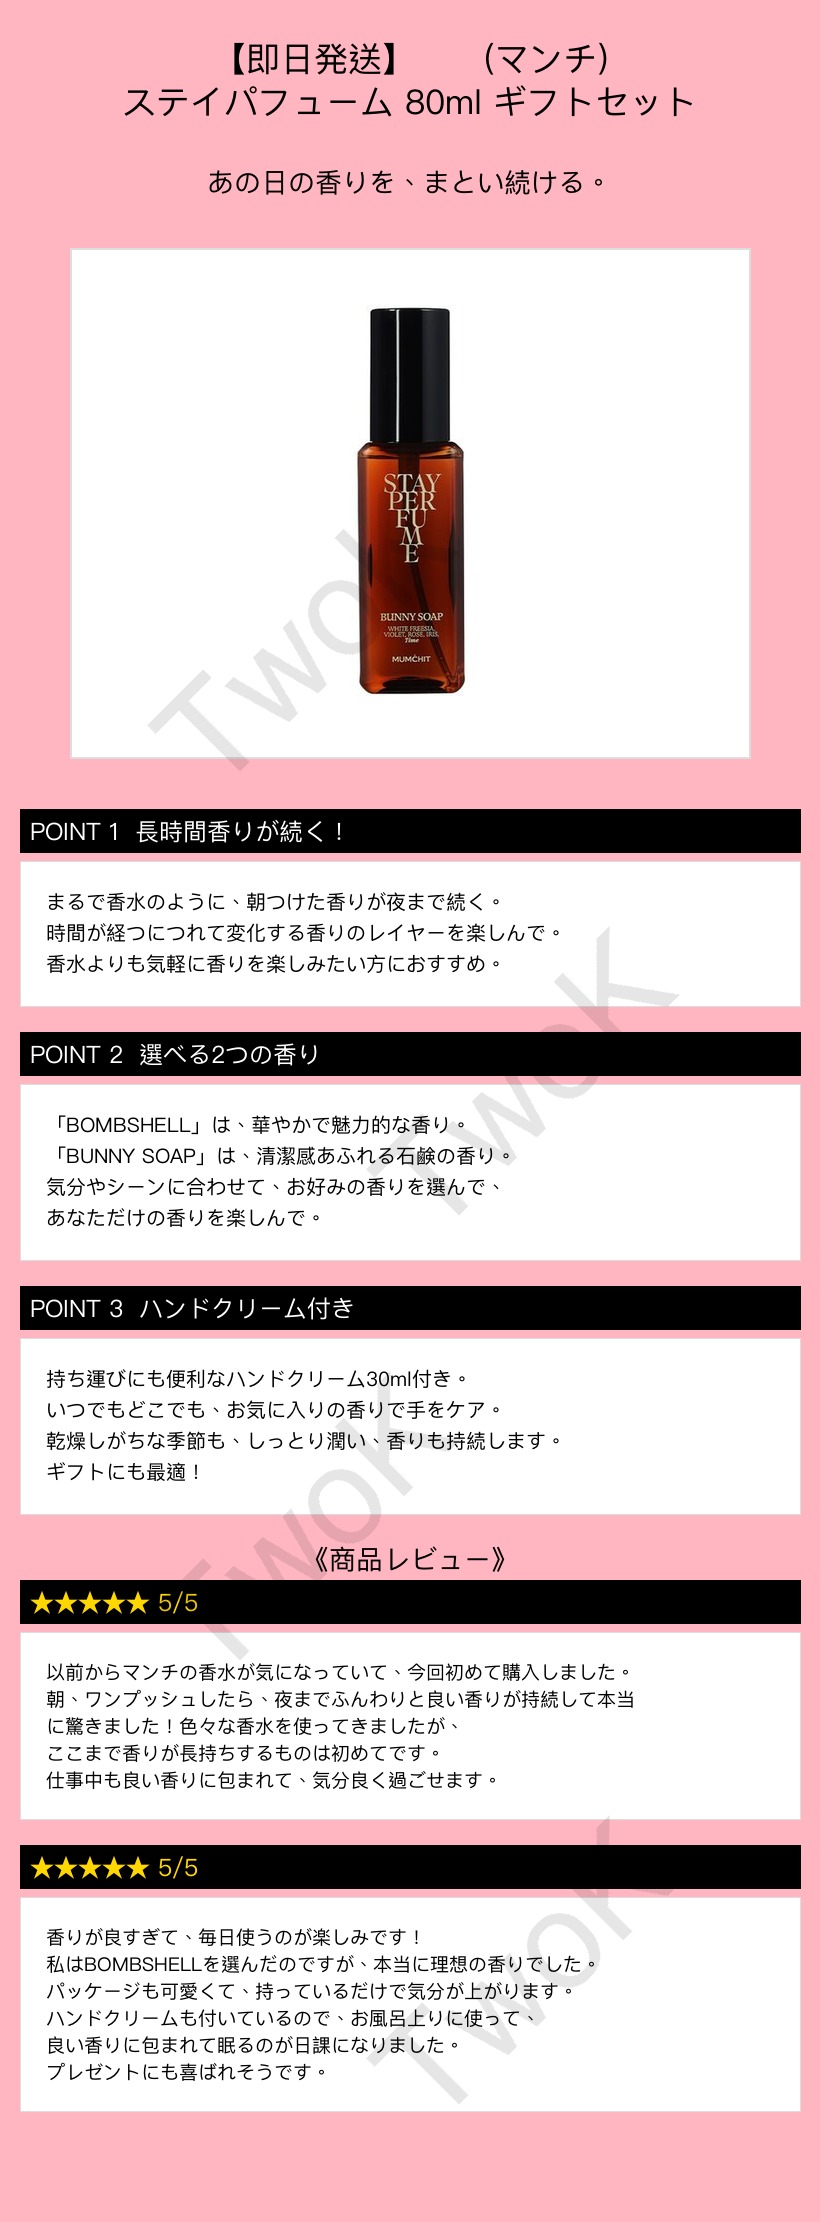 【即日発送】　　（マンチ）
ステイパフューム 80ml ギフトセット
あの日の香りを、まとい続ける。
STAY
PER
FU
M
E
BUNNY SOAP
WHITE FREESIA,
VIOLET, ROSE, IRIS,
Time
MUMCHIT
TwoK
POINT 1 長時間香りが続く！
まるで香水のように、朝つけた香りが夜まで続く。
時間が経つにつれて変化する香りのレイヤーを楽しんで。
香水よりも気軽に香りを楽しみたい方におすすめ。
TwoK
POINT 2 選べる2つの香り
「BOMBSHELL」は、華やかで魅力的な香り。
「BUNNY SOAP」は、清潔感あふれる石鹸の香り。
気分やシーンに合わせて、お好みの香りを選んで、
あなただけの香りを楽しんで。
POINT 3 ハンドクリーム付き
持ち運びにも便利なハンドクリーム30ml付き。
いつでもどこでも、お気に入りの香りで手をケア。
乾燥しがちな季節も、しっとり潤い、香りも持続します。
ギフトにも最適！
TwoK
《商品レビュー》
★★★★★ 5/5
以前からマンチの香水が気になっていて、今回初めて購入しました。
朝、ワンプッシュしたら、夜までふんわりと良い香りが持続して本当
に驚きました！色々な香水を使ってきましたが、
ここまで香りが長持ちするものは初めてです。
仕事中も良い香りに包まれて、気分良く過ごせます。
★★★★★ 5/5
香りが良すぎて、毎日使うのが楽しみです！
私はBOMBSHELLを選んだのですが、本当に理想の香りでした。
パッケージも可愛くて、持っているだけで気分が上がります。
ハンドクリームも付いているので、お風呂上りに使って、
良い香りに包まれて眠るのが日課になりました。
プレゼントにも喜ばれそうです。
TwoK